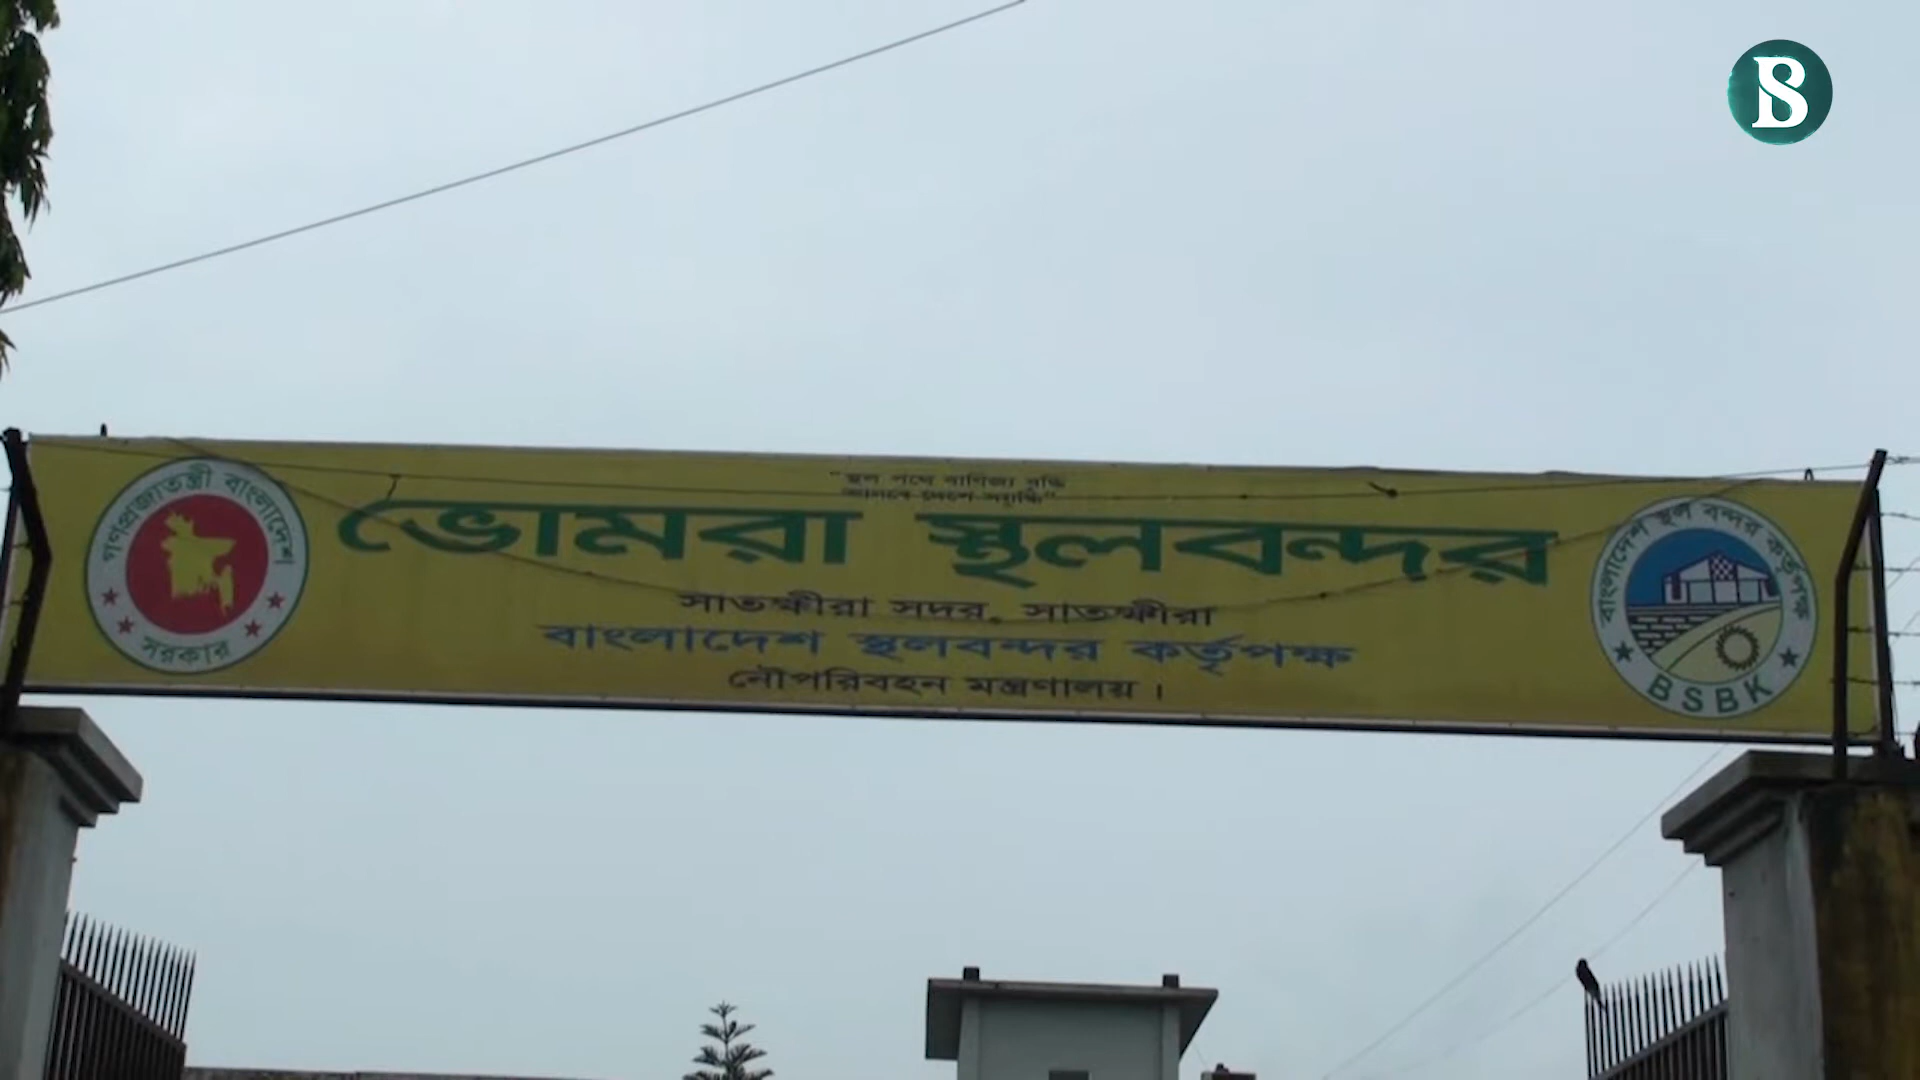 "স্থল পথে বাণিজ্য বৃদ্ধি
আনবে দেশে সমৃদ্ধি"
ভোমরা স্থলবন্দর
সাতক্ষীরা সদর, সাতক্ষীরা
বাংলাদেশ স্থলবন্দর কর্তৃপক্ষ
নৌপরিবহন মন্ত্রণালয়।
গণপ্রজাতন্ত্রী বাংলাদেশ
সরকার
বাংলাদেশ স্থল বন্দর কর্তৃপক্ষ
BSBK